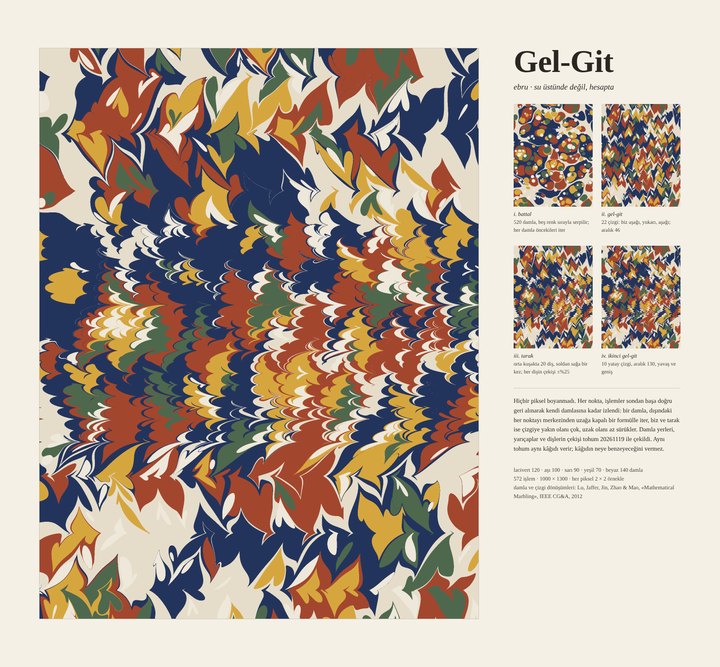 Gel-Git
ebru · su üstünde değil, hesapta
i. battal
520 damla, beş renk sırayla serpilir;
her damla öncekileri iter
ii. gel-git
22 çizgi; biz aşağı, yukarı, aşağı;
aralık 46
iii. tarak
orta kuşakta 20 diş, soldan sağa bir
kez; her dişin çekişi ±%25
iv. ikinci gel-git
10 yatay çizgi, aralık 130, yavaş ve
geniş
Hiçbir piksel boyanmadı. Her nokta, işlemler sondan başa doğru
geri alınarak kendi damlasına kadar izlendi: bir damla, dışındaki
her noktayı merkezinden uzağa kapalı bir formülle iter, biz ve tarak
ise çizgiye yakın olanı çok, uzak olanı az sürükler. Damla yerleri,
yarıçaplar ve dişlerin çekişi tohum 20261119 ile çekildi. Aynı
tohum aynı kâğıdı verir; kâğıdın neye benzeyeceğini vermez.
lacivert 120 · aşı 100 · sarı 90 · yeşil 70 · beyaz 140 damla
572 işlem · 1000 × 1300 · her piksel 2 × 2 örnekle
damla ve çizgi dönüşümleri: Lu, Jaffer, Jin, Zhao & Mao, «Mathematical
Marbling», IEEE CG&A, 2012